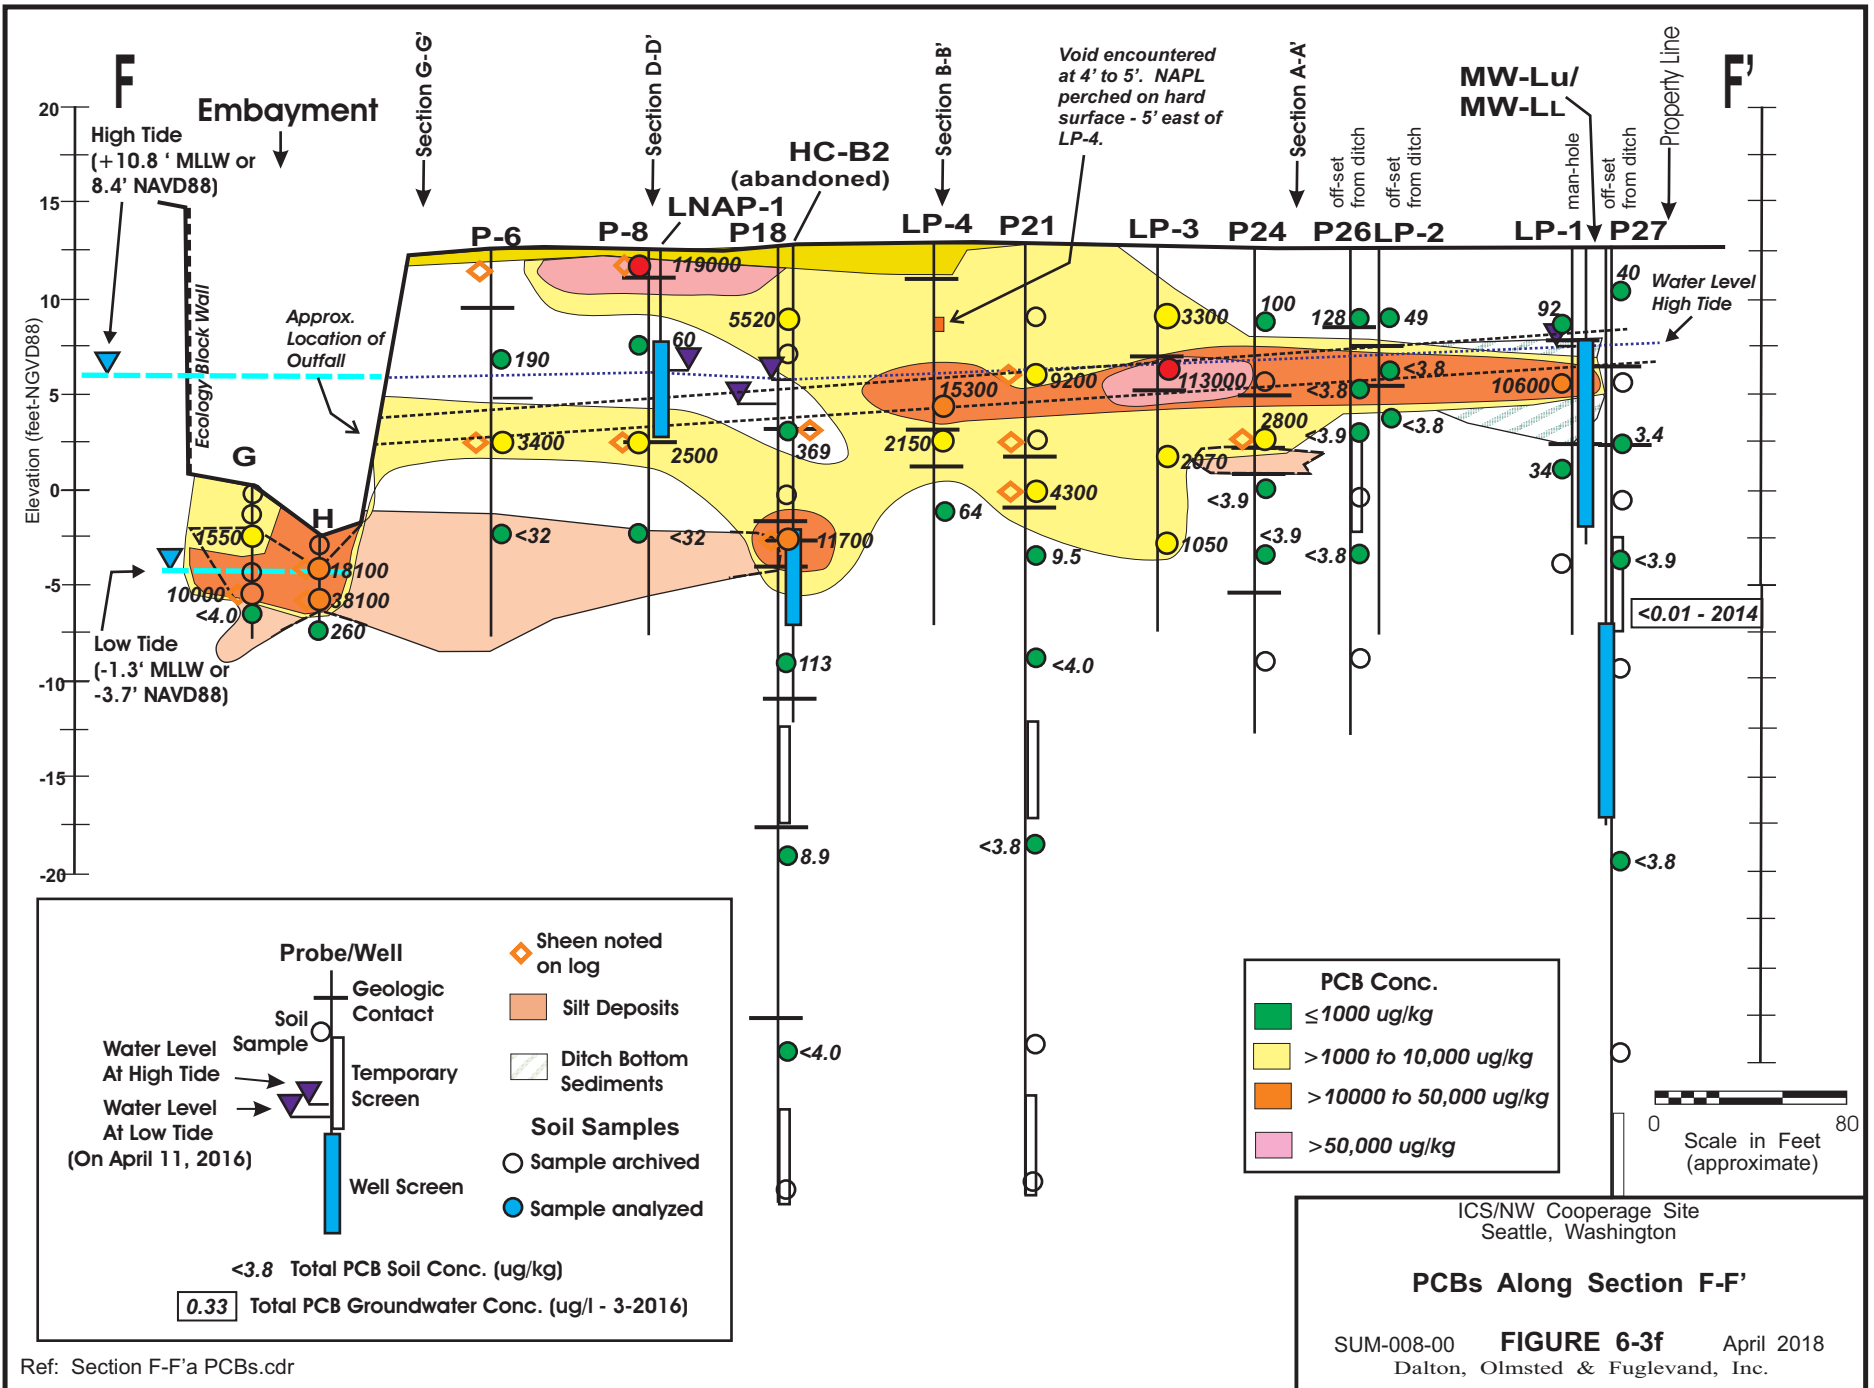 F
F'
Embayment
High Tide
(+10.8 ' MLLW or
8.4' NAVD88)
Section G-G'
Section D-D'
Section B-B'
Section A-A'
Void encountered
at 4' to 5'. NAPL
perched on hard
surface - 5' east of
LP-4.
MW-Lu/
MW-LL
Property Line
off-set
from ditch
off-set
from ditch
man-hole
off-set
from ditch
HC-B2
(abandoned)
LNAP-1
P-6
P-8
P18
LP-4
P21
LP-3
P24
P26
LP-2
LP-1
P27
Elevation (feet-NGVD88)
20
15
10
5
0
-5
-10
-15
-20
Ecology Block Wall
Approx.
Location of
Outfall
Water Level
High Tide
G
H
119000
60
190
3400
2500
<32
<32
5520
369
11700
113
8.9
<4.0
15300
2150
64
9200
4300
9.5
<4.0
<3.8
3300
113000
2070
1050
100
2800
<3.9
<3.9
128
<3.8
<3.9
<3.8
49
<3.8
<3.8
92
10600
34
40
3.4
<3.9
<0.01 - 2014
<3.8
1550
10000
<4.0
18100
38100
260
Low Tide
(-1.3' MLLW or
-3.7' NAVD88)
Probe/Well
Geologic
Contact
Soil
Sample
Water Level
At High Tide
Water Level
At Low Tide
(On April 11, 2016)
Temporary
Screen
Well Screen
Sheen noted
on log
Silt Deposits
Ditch Bottom
Sediments
Soil Samples
Sample archived
Sample analyzed
<3.8 Total PCB Soil Conc. (ug/kg)
0.33 Total PCB Groundwater Conc. (ug/l - 3-2016)
PCB Conc.
≤1000 ug/kg
>1000 to 10,000 ug/kg
>10000 to 50,000 ug/kg
>50,000 ug/kg
0 80
Scale in Feet
(approximate)
ICS/NW Cooperage Site
Seattle, Washington
PCBs Along Section F-F'
SUM-008-00 FIGURE 6-3f April 2018
Dalton, Olmsted & Fuglevand, Inc.
Ref: Section F-F'a PCBs.cdr